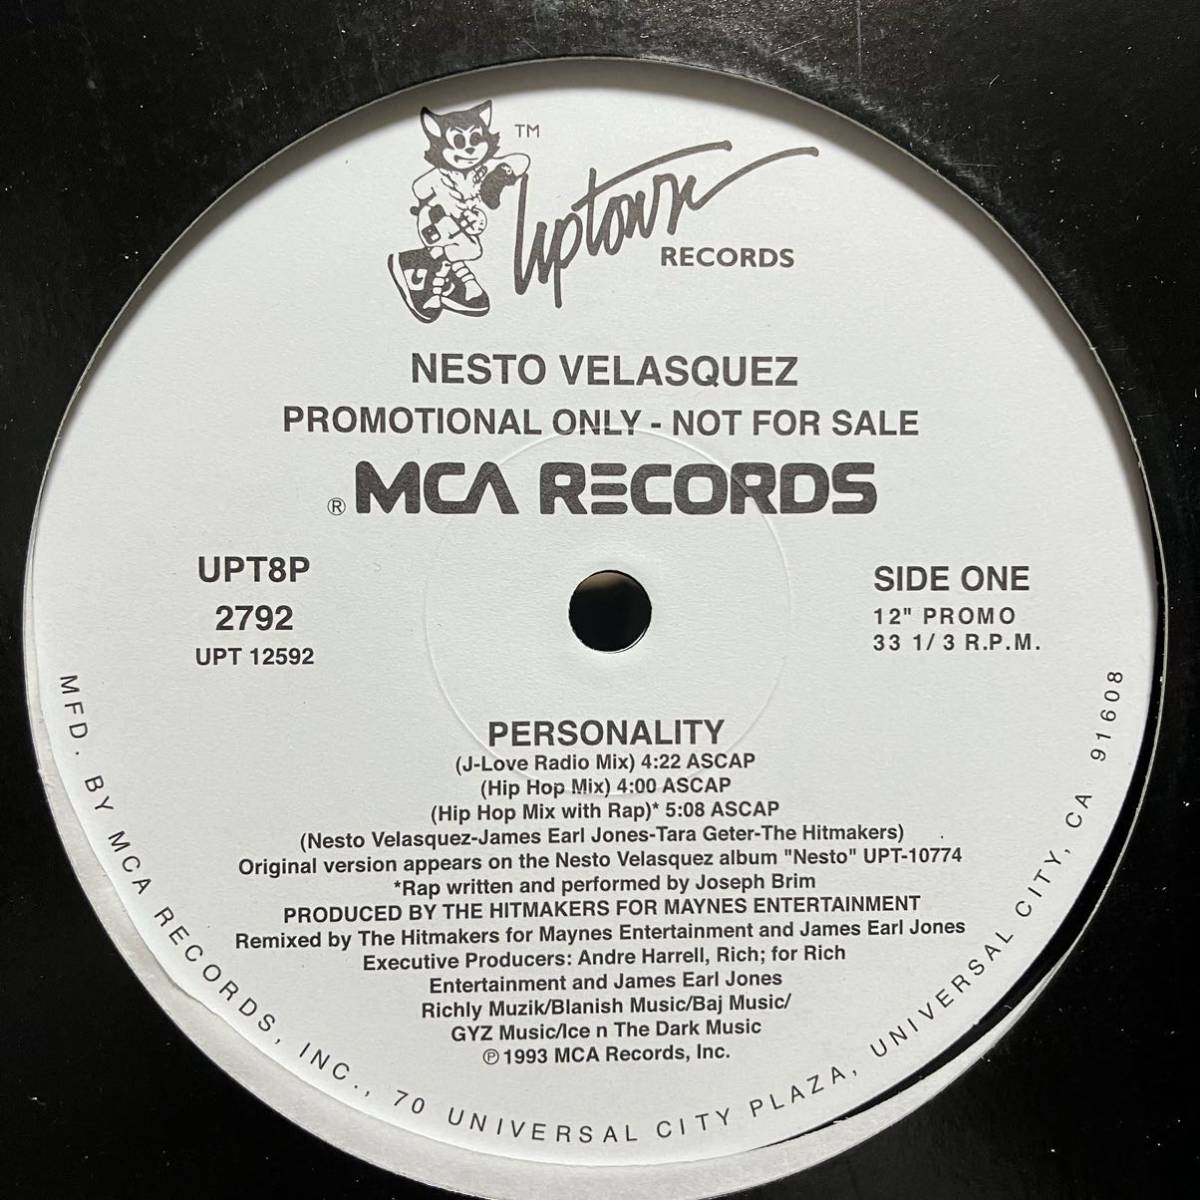 TM
Uptown
RECORDS
NESTO VELASQUEZ
PROMOTIONAL ONLY - NOT FOR SALE
® MCA RECORDS
UPT8P
2792
UPT 12592
SIDE ONE
12" PROMO
33 1/3 R.P.M.
PERSONALITY
(J-Love Radio Mix) 4:22 ASCAP
(Hip Hop Mix) 4:00 ASCAP
(Hip Hop Mix with Rap)* 5:08 ASCAP
(Nesto Velasquez-James Earl Jones-Tara Geter-The Hitmakers)
Original version appears on the Nesto Velasquez album "Nesto" UPT-10774
*Rap written and performed by Joseph Brim
PRODUCED BY THE HITMAKERS FOR MAYNES ENTERTAINMENT
Remixed by The Hitmakers for Maynes Entertainment and James Earl Jones
Executive Producers: Andre Harrell, Rich; for Rich
Entertainment and James Earl Jones
Richly Muzik/Blanish Music/Baj Music/
GYZ Music/Ice n The Dark Music
℗ 1993 MCA Records, Inc.
MFD. BY MCA RECORDS, INC., 70 UNIVERSAL CITY PLAZA, UNIVERSAL CITY, CA 91608